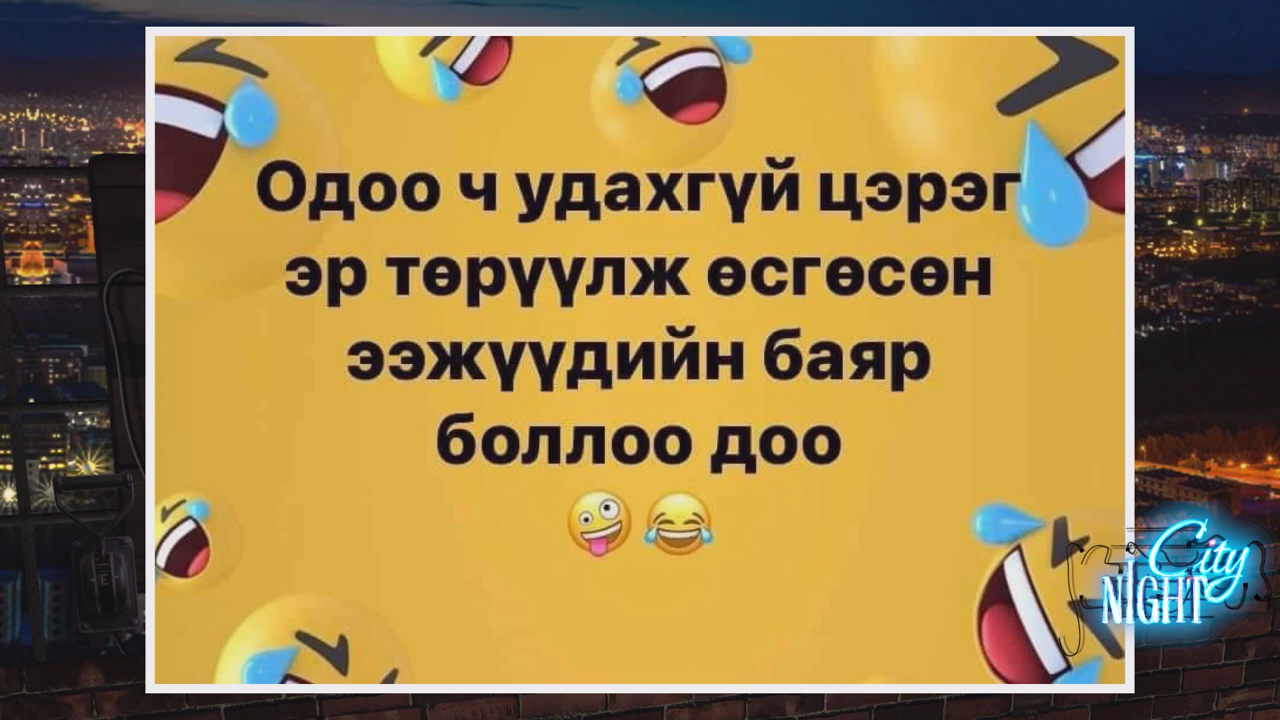 Одоо ч удахгүй цэрэг
эр төрүүлж өсгөсөн
ээжүүдийн баяр
боллоо доо
City
NIGHT
E